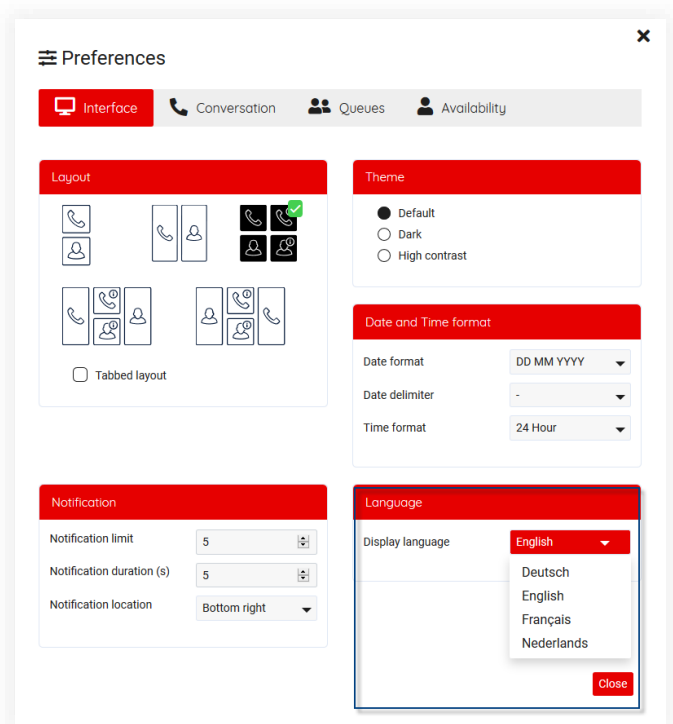 Preferences
Interface
Conversation
Queues
Availability
Layout
Tabbed layout
Theme
Default
Dark
High contrast
Date and Time format
Date format
DD MM YYYY
Date delimiter
-
Time format
24 Hour
Notification
Notification limit
5
Notification duration (s)
5
Notification location
Bottom right
Language
Display language
English
Deutsch
English
Français
Nederlands
Close